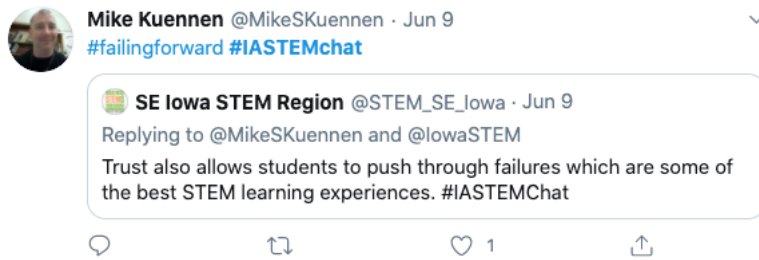 Mike Kuennen @MikeSKuennen · Jun 9
#failingforward #IASTEMchat
SE Iowa STEM Region @STEM_SE_Iowa · Jun 9
Replying to @MikeSKuennen and @IowaSTEM
Trust also allows students to push through failures which are some of
the best STEM learning experiences. #IASTEMChat
1